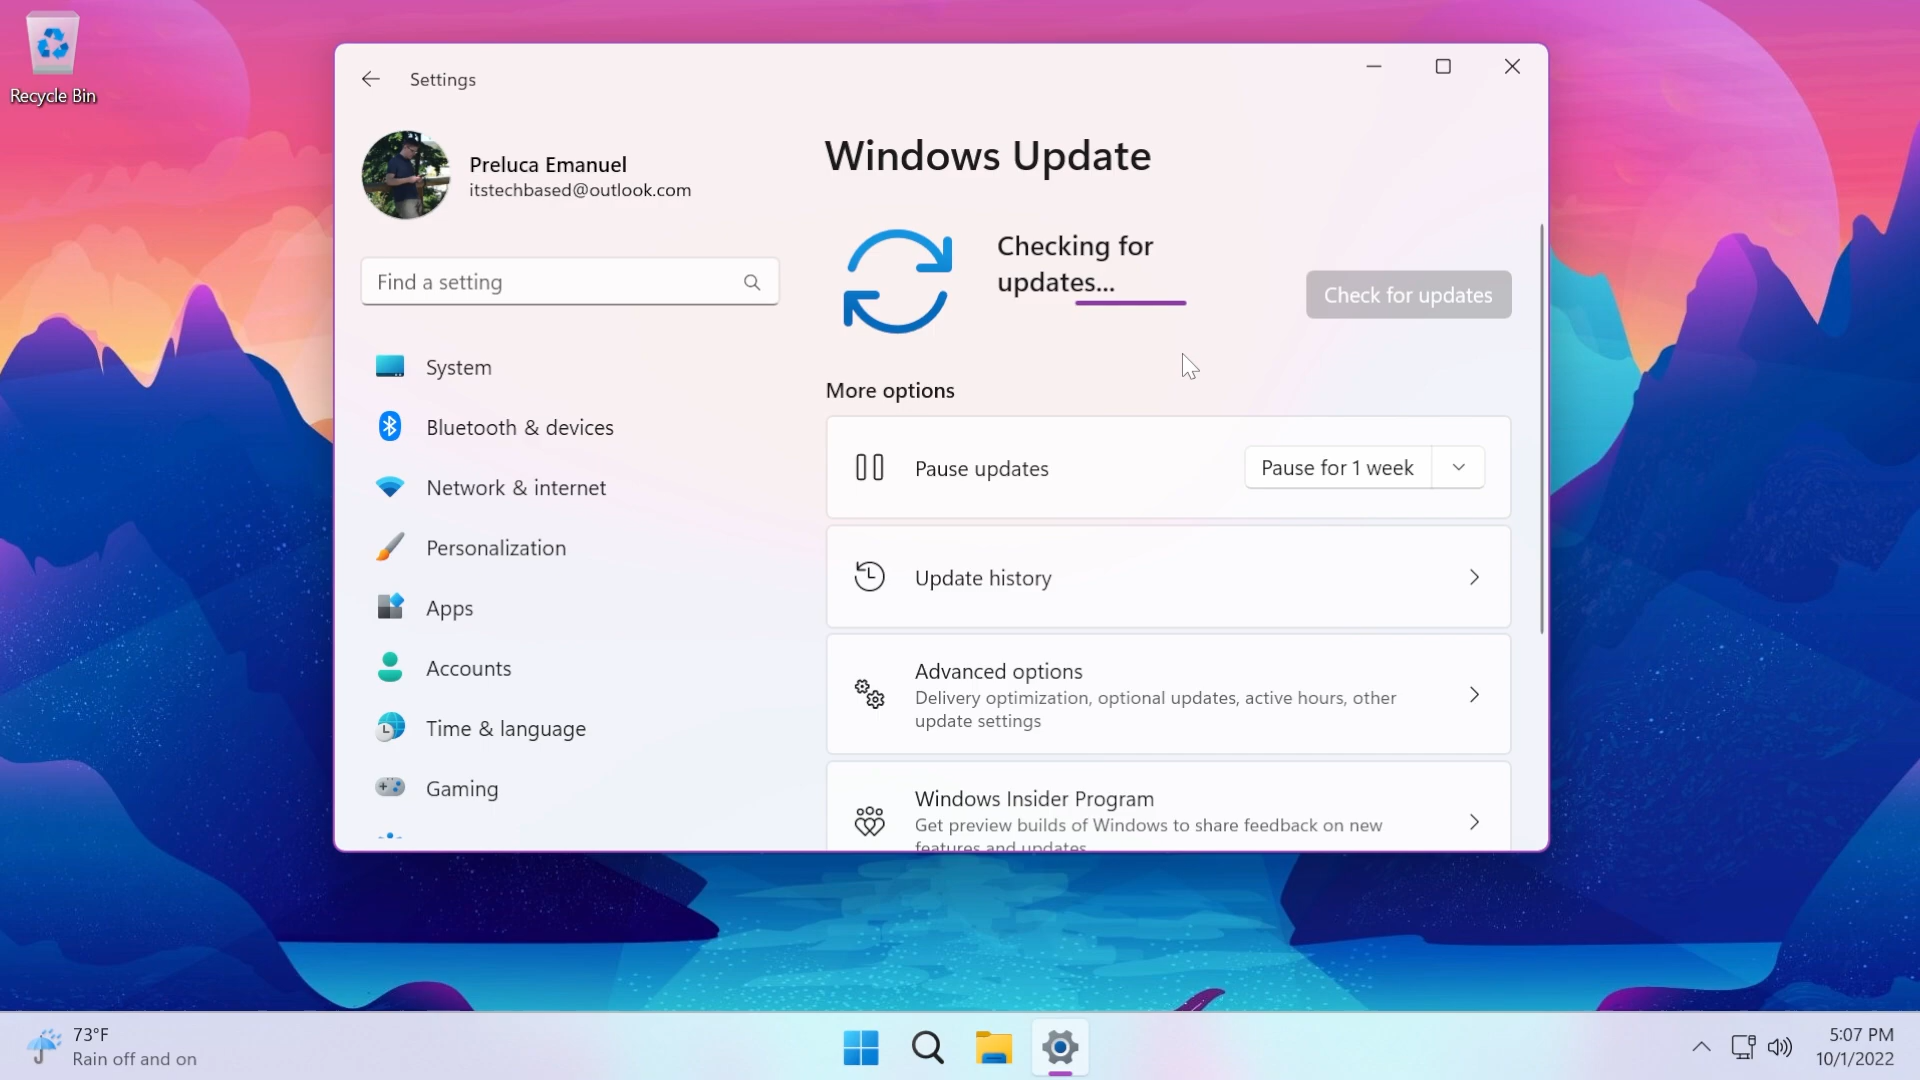 Recycle Bin
Settings
Preluca Emanuel
itstechbased@outlook.com
Find a setting
System
Bluetooth & devices
Network & internet
Personalization
Apps
Accounts
Time & language
Gaming
Windows Update
Checking for
updates...
Check for updates
More options
Pause updates
Pause for 1 week
Update history
Advanced options
Delivery optimization, optional updates, active hours, other
update settings
Windows Insider Program
Get preview builds of Windows to share feedback on new
features and updates
73°F
Rain off and on
5:07 PM
10/1/2022